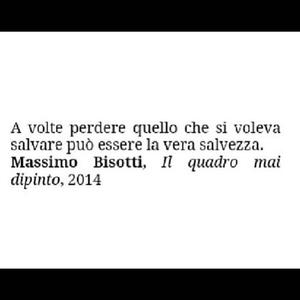 A volte perdere quello che si voleva
salvare può essere la vera salvezza.
Massimo Bisotti, Il quadro mai
dipinto, 2014